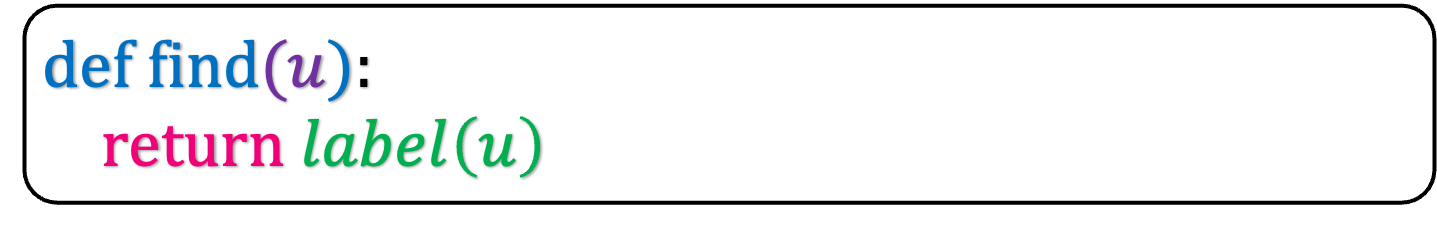 def find(u):
return label(u)